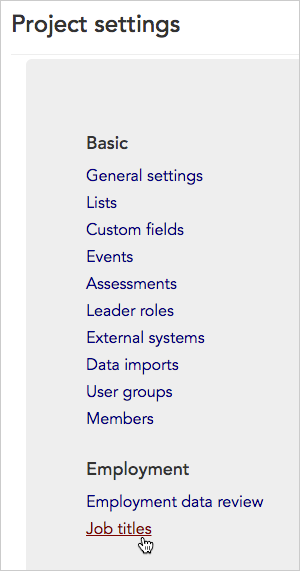 Project settings
Basic
General settings
Lists
Custom fields
Events
Assessments
Leader roles
External systems
Data imports
User groups
Members
Employment
Employment data review
Job titles